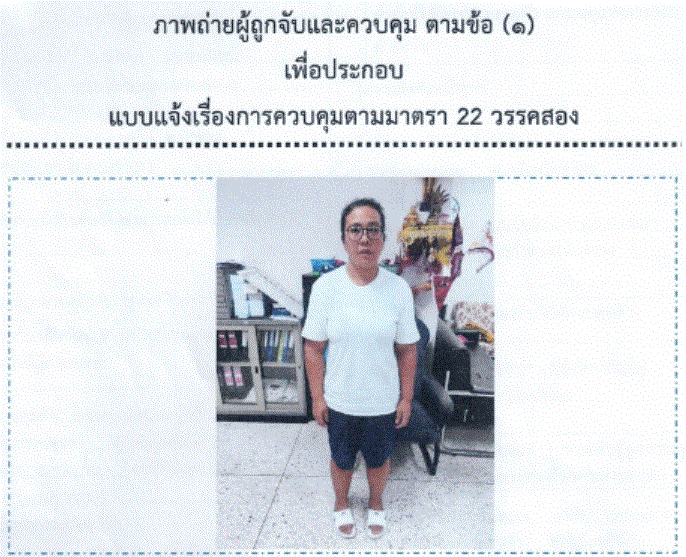 ภาพถ่ายผู้ถูกจับและควบคุม ตามข้อ (๑)
เพื่อประกอบ
แบบแจ้งเรื่องการควบคุมตามมาตรา 22 วรรคสอง